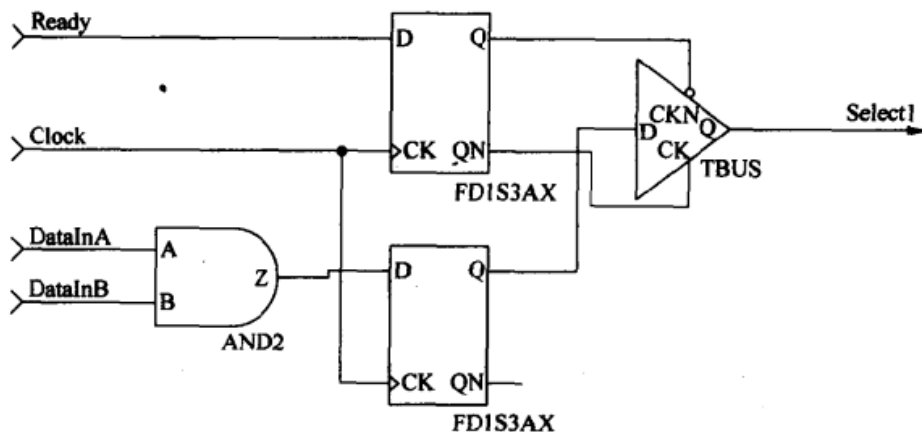 Ready
D
Q
CKN
D
Q
Select1
Clock
CK
QN
CK
TBUS
FD1S3AX
DataInA
A
D
Q
Z
DataInB
B
AND2
CK
QN
FD1S3AX